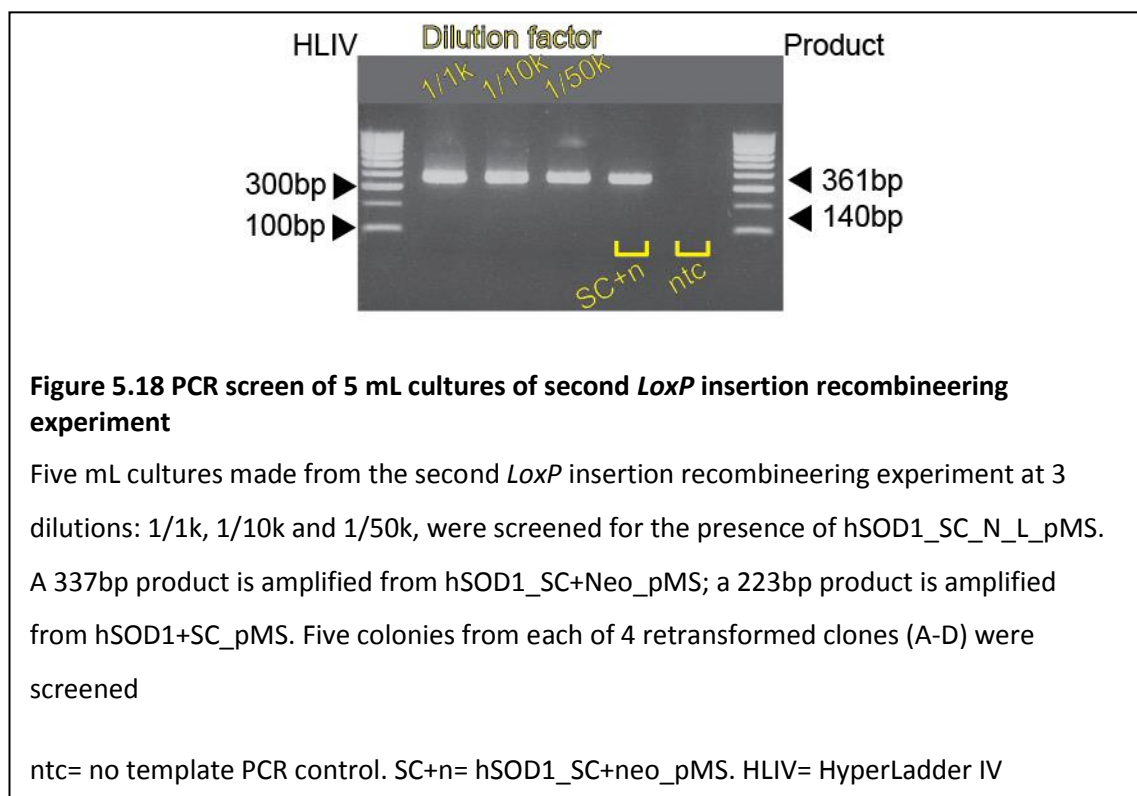 HLIV Dilution factor Product
1/1k 1/10k 1/50k
300bp 361bp
100bp 140bp
SC+n ntc
Figure 5.18 PCR screen of 5 mL cultures of second LoxP insertion recombineering
experiment
Five mL cultures made from the second LoxP insertion recombineering experiment at 3
dilutions: 1/1k, 1/10k and 1/50k, were screened for the presence of hSOD1_SC_N_L_pMS.
A 337bp product is amplified from hSOD1_SC+Neo_pMS; a 223bp product is amplified
from hSOD1+SC_pMS. Five colonies from each of 4 retransformed clones (A-D) were
screened
ntc= no template PCR control. SC+n= hSOD1_SC+neo_pMS. HLIV= HyperLadder IV